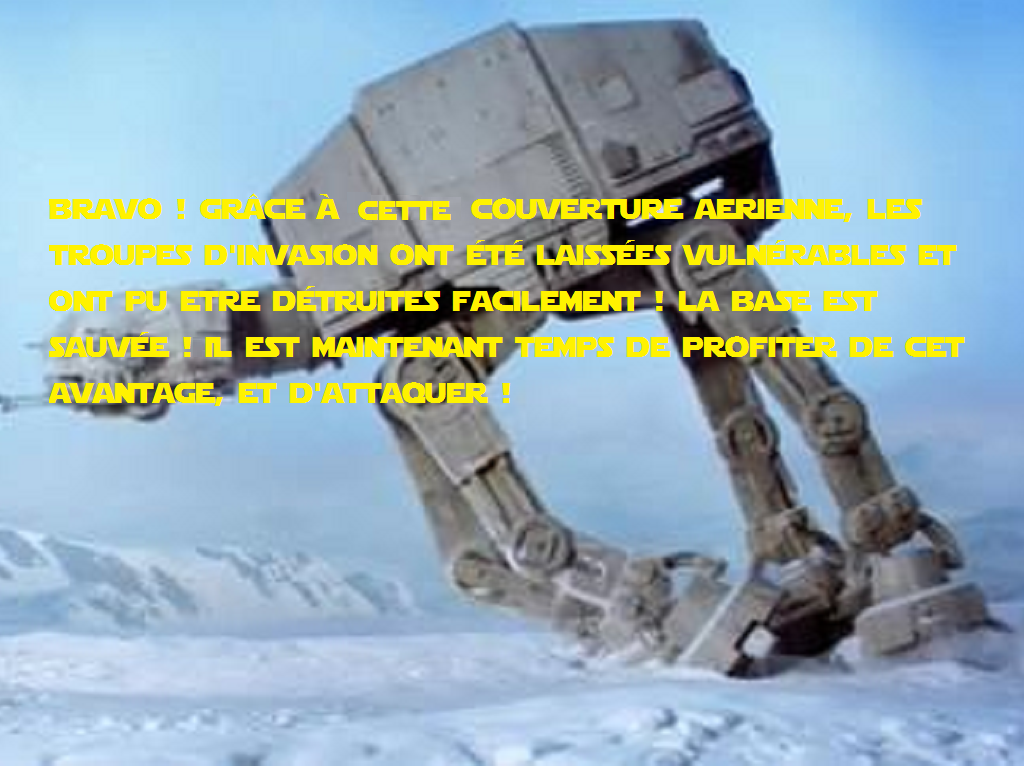 BRAVO ! GRÂCE À CETTE COUVERTURE AERIENNE, LES
TROUPES D'INVASION ONT ÉTÉ LAISSÉES VULNÉRABLES ET
ONT PU ETRE DÉTRUITES FACILEMENT ! LA BASE EST
SAUVÉE ! IL EST MAINTENANT TEMPS DE PROFITER DE CET
AVANTAGE, ET D'ATTAQUER !